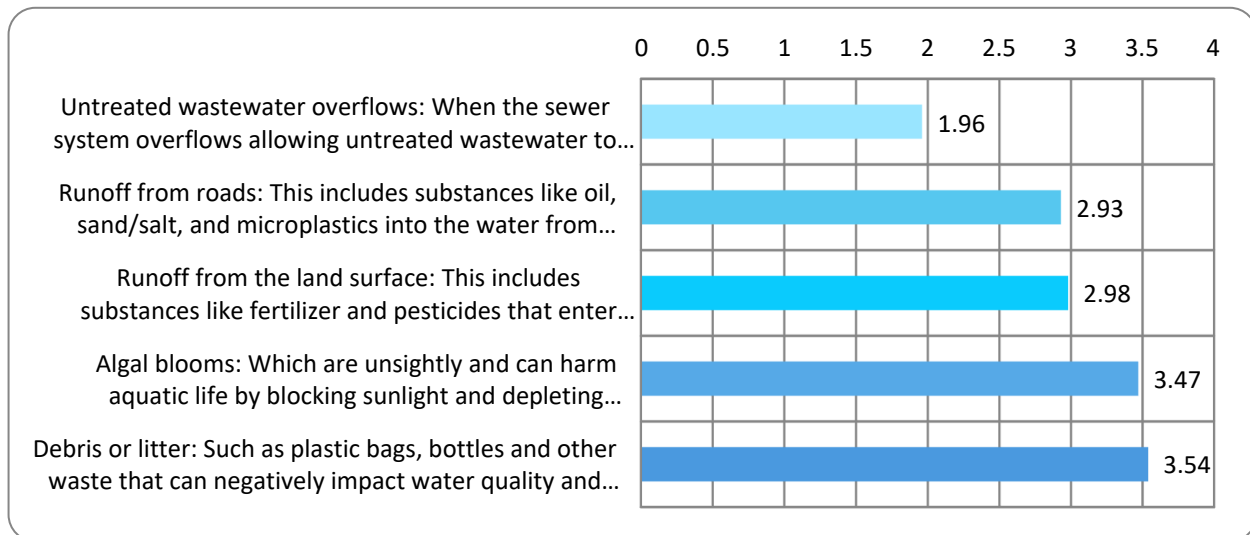 0 0.5 1 1.5 2 2.5 3 3.5 4
Untreated wastewater overflows: When the sewer
system overflows allowing untreated wastewater to…
1.96
Runoff from roads: This includes substances like oil,
sand/salt, and microplastics into the water from…
2.93
Runoff from the land surface: This includes
substances like fertilizer and pesticides that enter…
2.98
Algal blooms: Which are unsightly and can harm
aquatic life by blocking sunlight and depleting…
3.47
Debris or litter: Such as plastic bags, bottles and other
waste that can negatively impact water quality and…
3.54